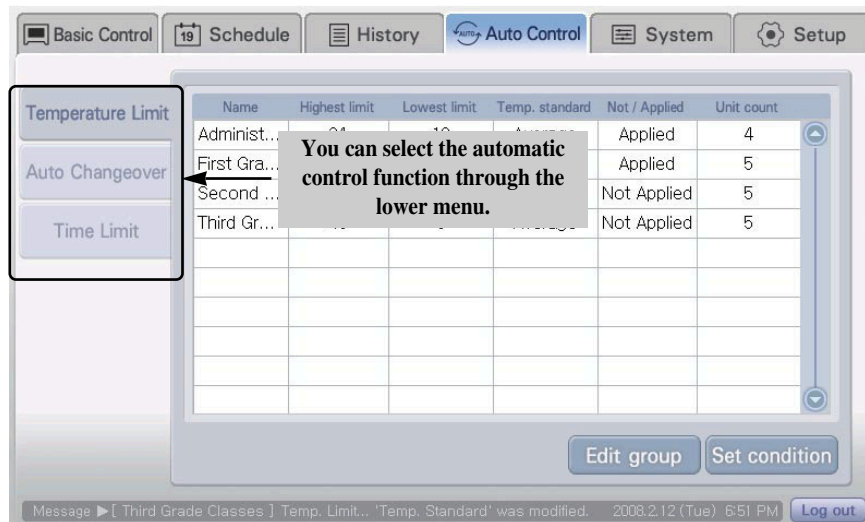 Basic Control 19 Schedule History AUTO Auto Control System Setup
Temperature Limit
Auto Changeover
Time Limit
Name Highest limit Lowest limit Temp. standard Not / Applied Unit count
Administ... Applied 4
First Gra... Applied 5
Second ... Not Applied 5
Third Gr... Not Applied 5
You can select the automatic
control function through the
lower menu.
Edit group Set condition
Message ▶[ Third Grade Classes ] Temp. Limit... 'Temp. Standard' was modified. 2008.2.12 (Tue) 6:51 PM Log out